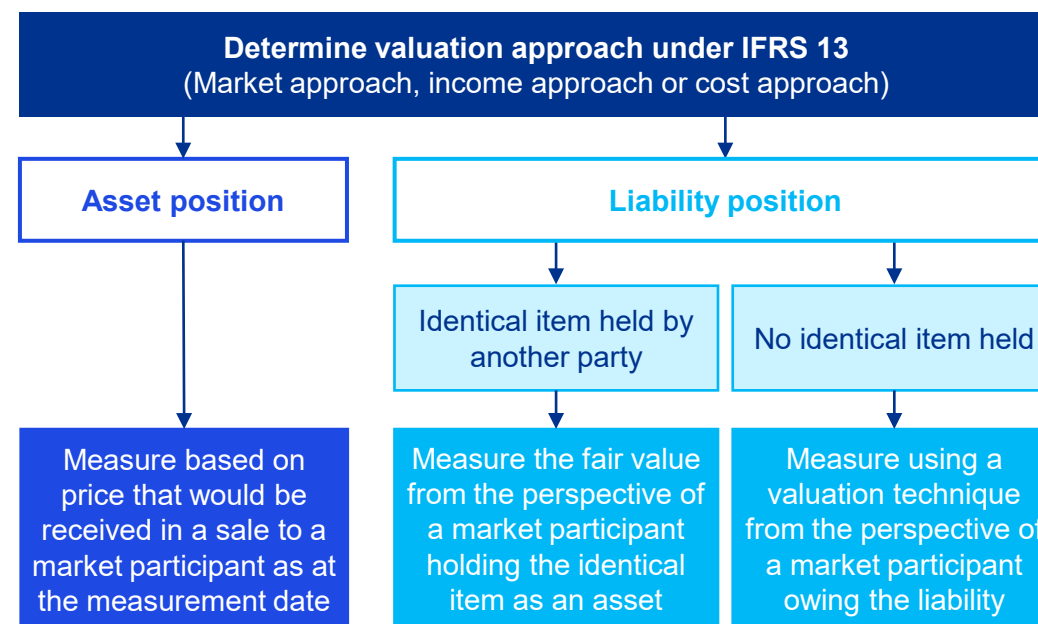 Determine valuation approach under IFRS 13
(Market approach, income approach or cost approach)
Asset position
Liability position
Identical item held by
another party
No identical item held
Measure based on
price that would be
received in a sale to a
market participant as at
the measurement date
Measure the fair value
from the perspective of
a market participant
holding the identical
item as an asset
Measure using a
valuation technique
from the perspective of
a market participant
owing the liability